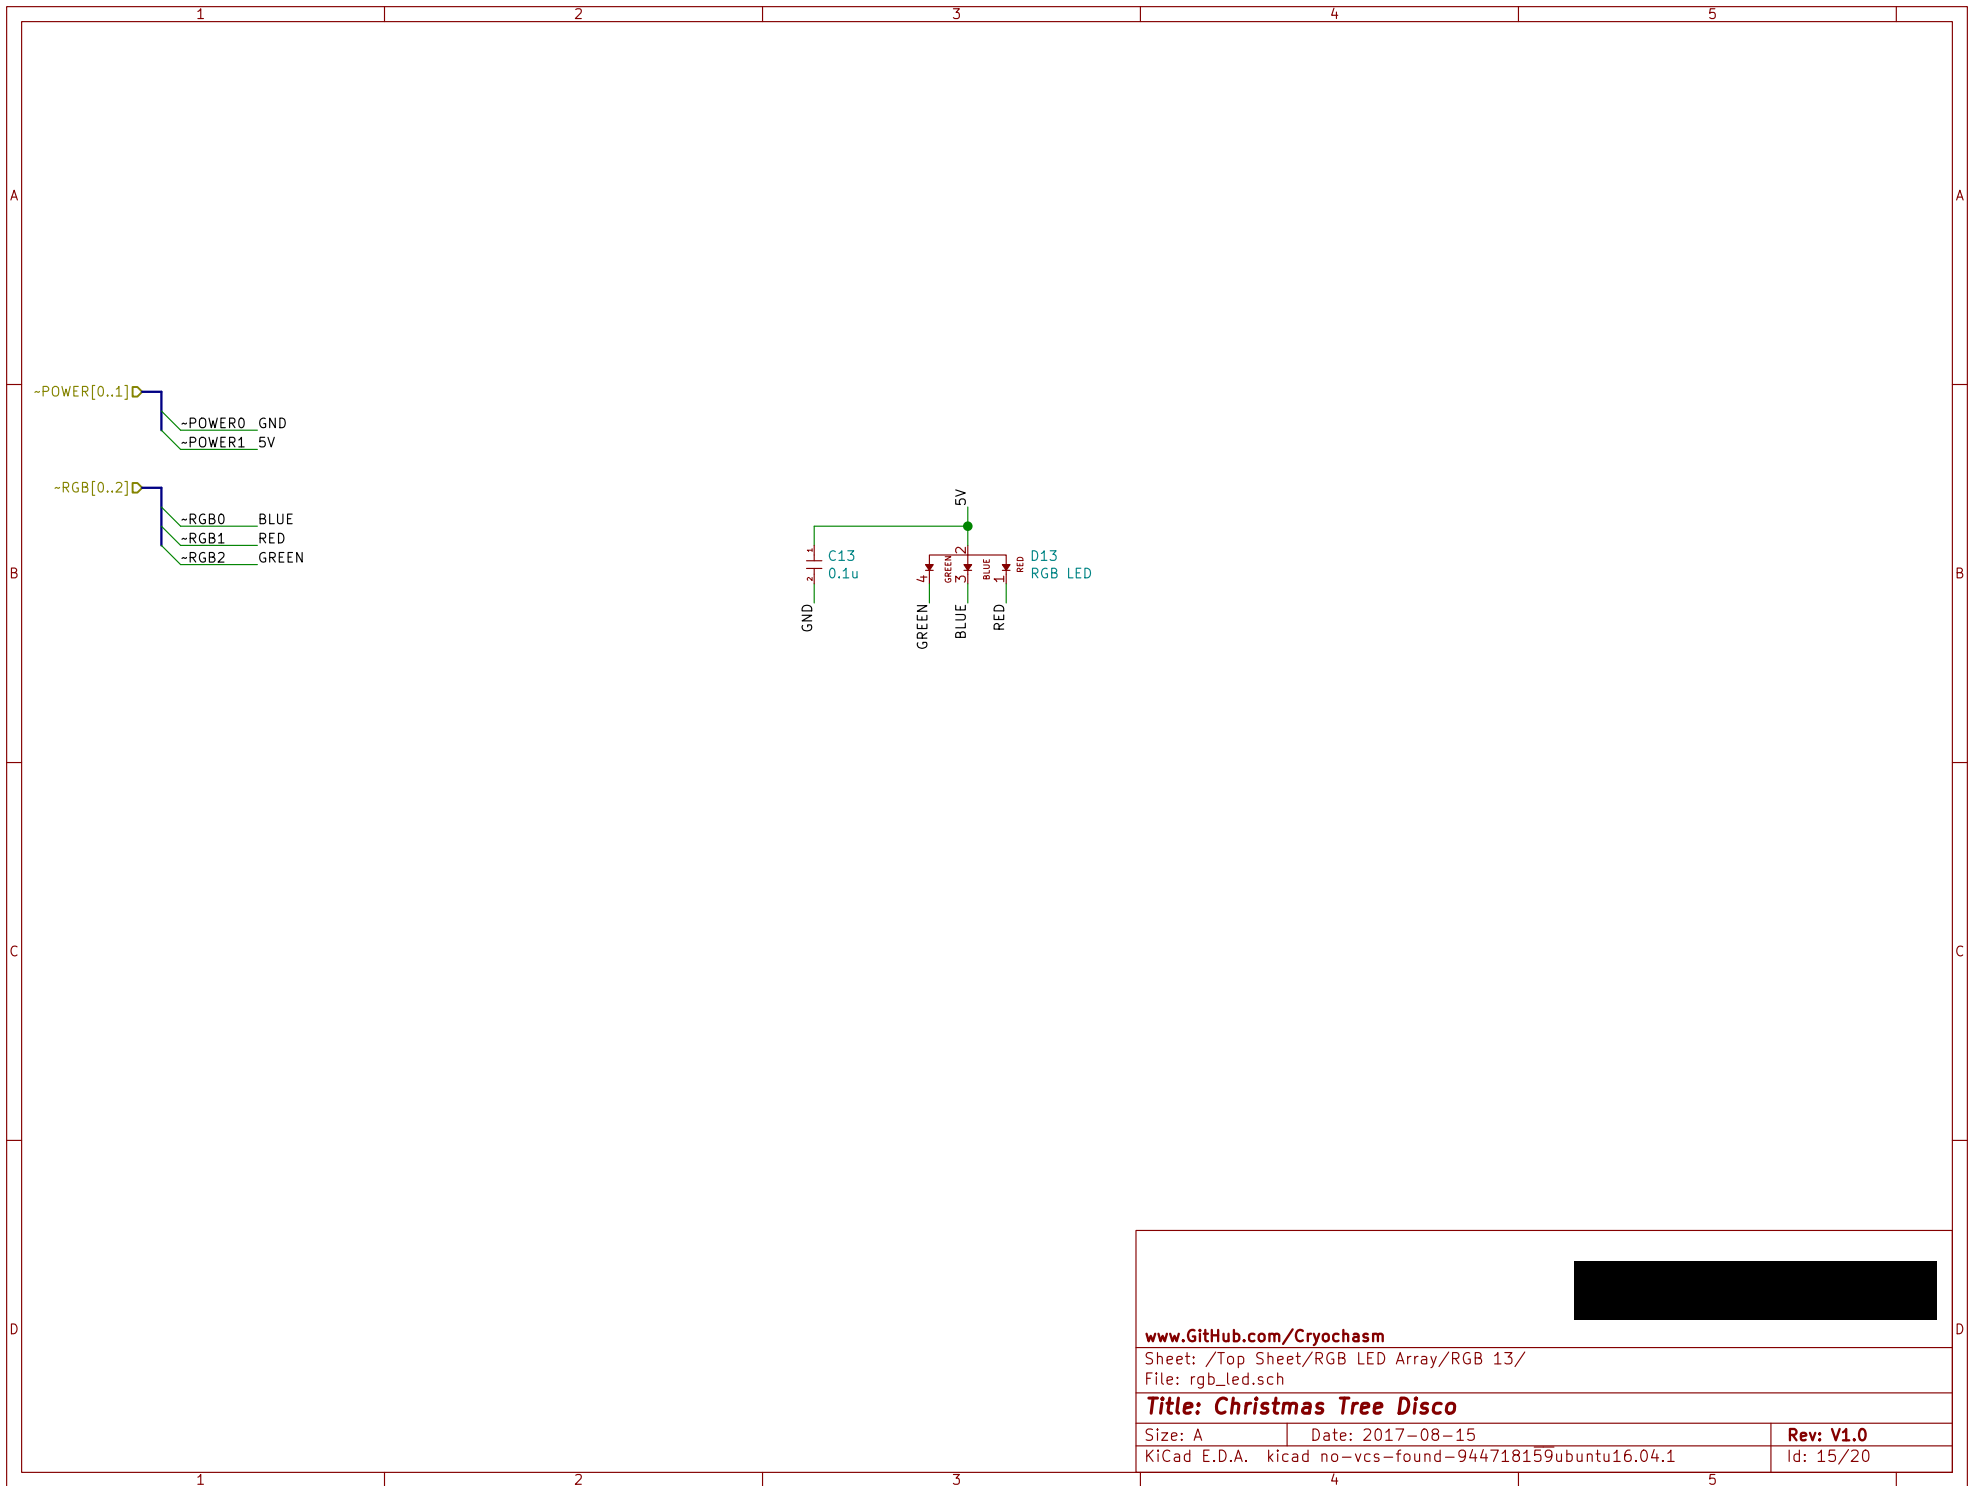 1 2 3 4 5
A A
~POWER[0..1]
~POWER0 GND
~POWER1 5V
~RGB[0..2]
~RGB0 BLUE
~RGB1 RED
~RGB2 GREEN
5V
1 2 D13
C13 GREEN BLUE RED
B 0.1u 4 3 1 RGB LED B
2
GND GREEN BLUE RED
C C
D D
www.GitHub.com/Cryochasm
Sheet: /Top Sheet/RGB LED Array/RGB 13/
File: rgb_led.sch
Title: Christmas Tree Disco
Size: A Date: 2017-08-15 Rev: V1.0
KiCad E.D.A. kicad no-vcs-found-944718159ubuntu16.04.1 Id: 15/20
1 2 3 4 5